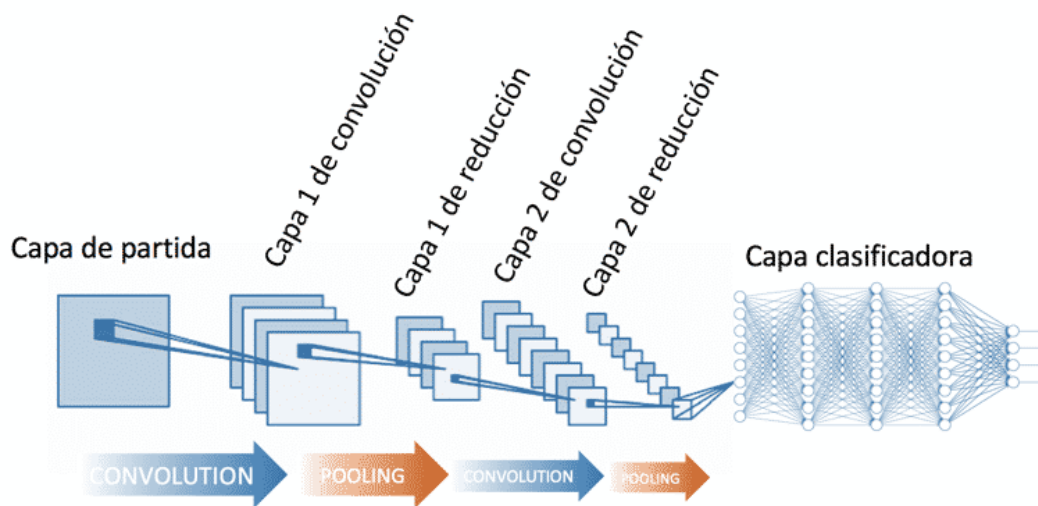 Capa de partida
Capa 1 de convolución
Capa 1 de reducción
Capa 2 de convolución
Capa 2 de reducción
Capa clasificadora
CONVOLUTION
POOLING
CONVOLUTION
POOLING